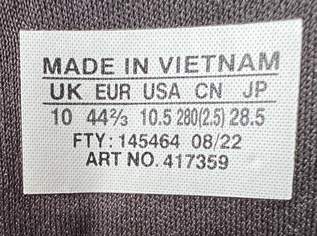 MADE IN VIETNAM
UK EUR USA CN JP
10 44⅔ 10.5 280(2.5) 28.5
FTY: 145464 08/22
ART NO. 417359